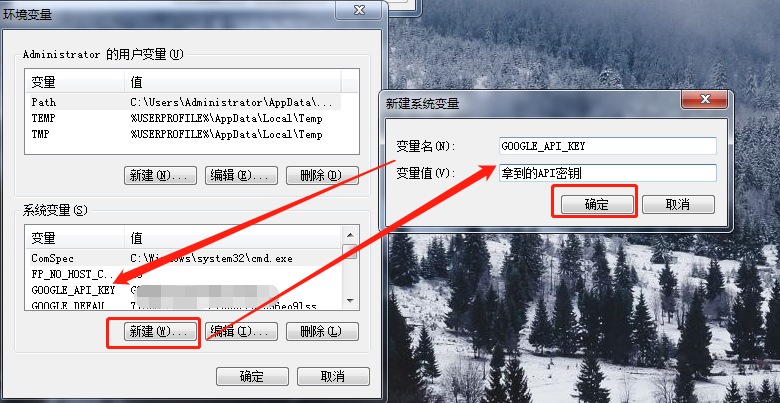 环境变量
Administrator 的用户变量(U)
变量 值
Path C:\Users\Administrator\AppData\...
TEMP %USERPROFILE%\AppData\Local\Temp
TMP %USERPROFILE%\AppData\Local\Temp
新建(N)... 编辑(E)... 删除(D)
系统变量(S)
变量 值
ComSpec C:\Windows\system32\cmd.exe
FP_NO_HOST_C...
GOOGLE_API_KEY
GOOGLE_DEFAU...
新建(W)... 编辑(I)... 删除(L)
确定 取消
新建系统变量
变量名(N): GOOGLE_API_KEY
变量值(V): 拿到的API密钥
确定 取消